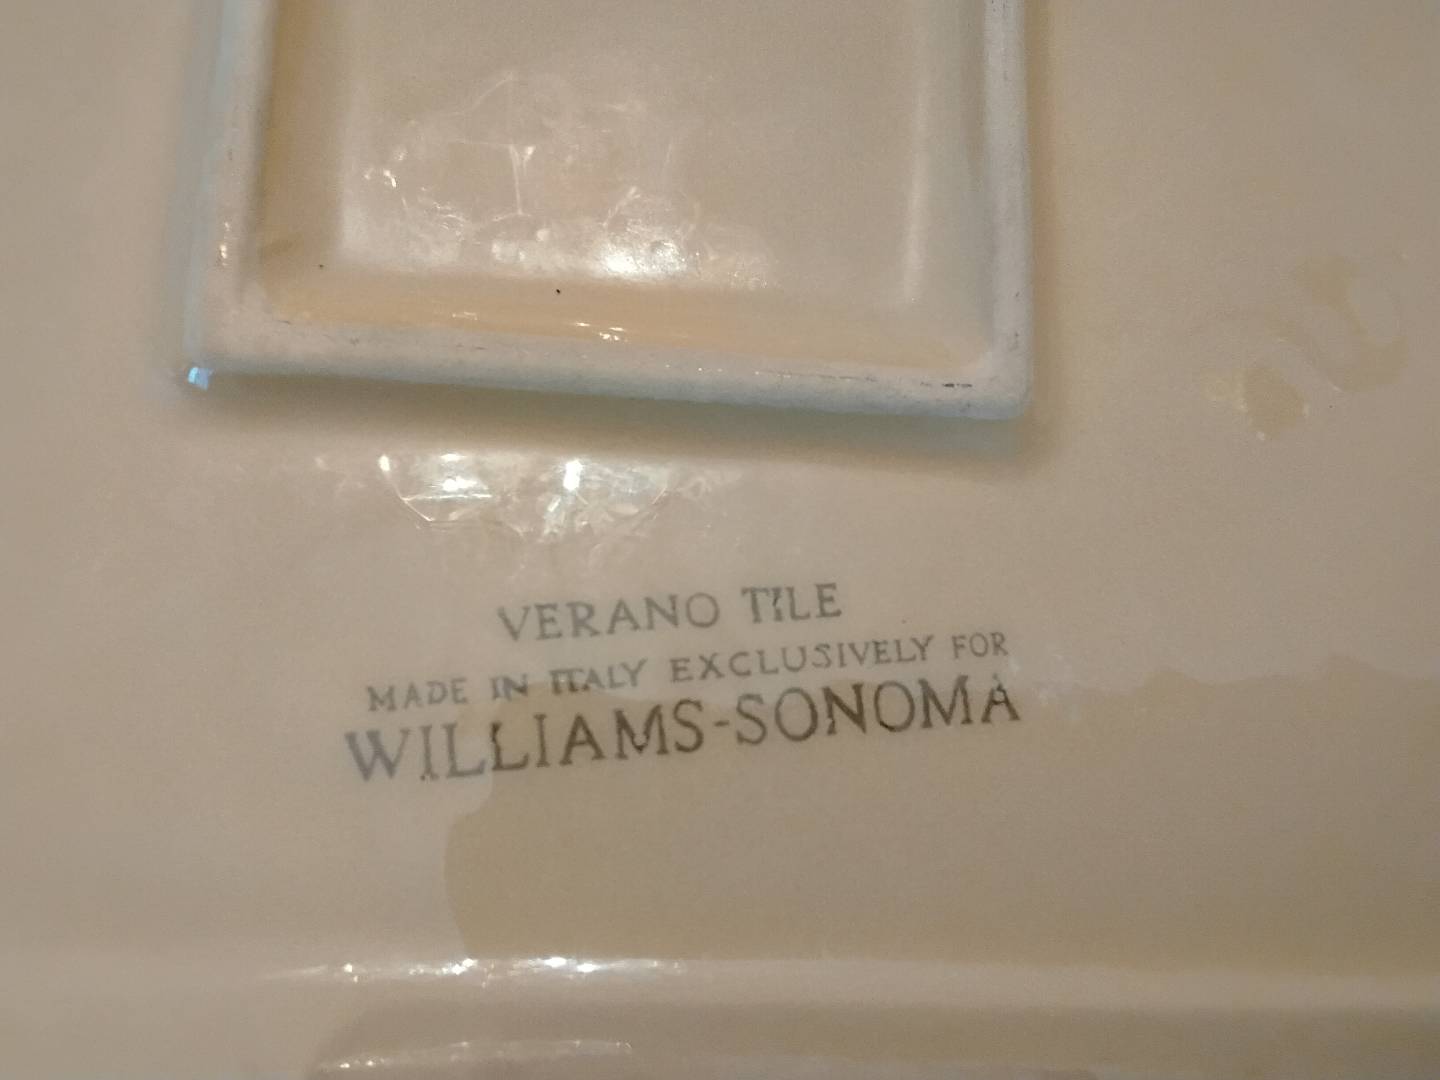 VERANO TILE
MADE IN ITALY EXCLUSIVELY FOR
WILLIAMS-SONOMA